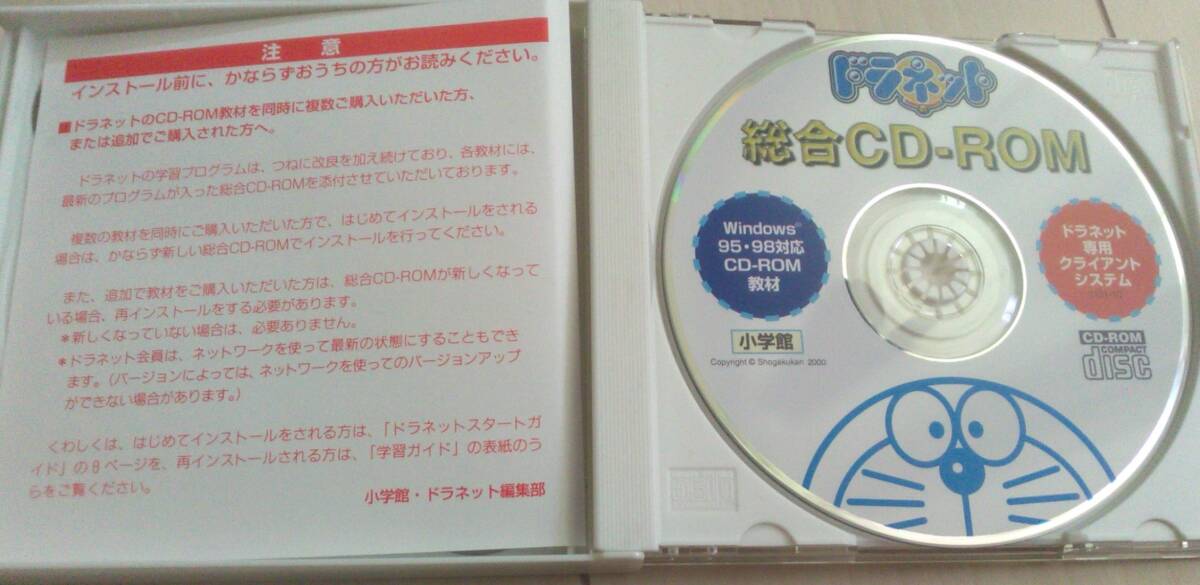 注意
インストール前に、かならずおうちの方がお読みください。
■ドラネットのCD-ROM教材を同時に複数ご購入いただいた方、
または追加でご購入された方へ。
ドラネットの学習プログラムは、つねに改良を加え続けており、各教材には、
最新のプログラムが入った総合CD-ROMを添付させていただいております。
複数の教材を同時にご購入いただいた方で、はじめてインストールをされる
場合は、かならず新しい総合CD-ROMでインストールを行ってください。
また、追加で教材をご購入いただいた方は、総合CD-ROMが新しくなって
いる場合、再インストールをする必要があります。
*新しくなっていない場合は、必要ありません。
*ドラネット会員は、ネットワークを使って最新の状態にすることもでき
ます。(バージョンによっては、ネットワークを使ってのバージョンアップ
ができない場合があります。)
くわしくは、はじめてインストールをされる方は、「ドラネットスタートガ
イド」の8ページを、再インストールされる方は、「学習ガイド」の表紙のう
らをご覧ください。
小学館・ドラネット編集部
ドラネット
総合CD-ROM
Windows®
95・98対応
CD-ROM
教材
ドラネット
専用
クライアント
システム
小学館
Copyright © Shogakukan 2000
CD-ROM
COMPACT
disc